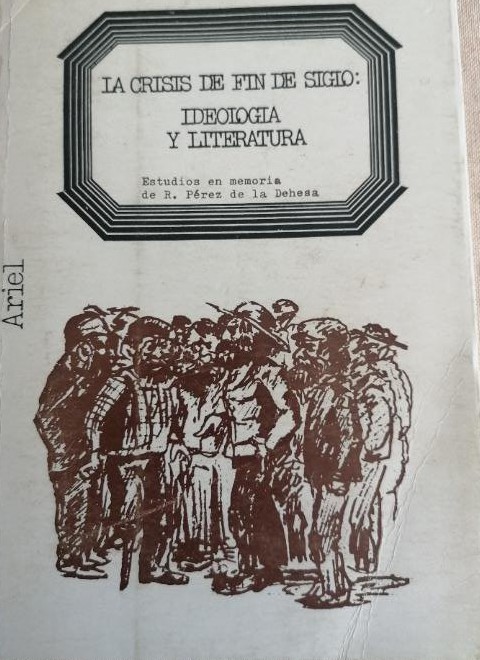 LA CRISIS DE FIN DE SIGLO:
IDEOLOGIA
Y LITERATURA
Estudios en memoria
de R. Pérez de la Dehesa
Ariel